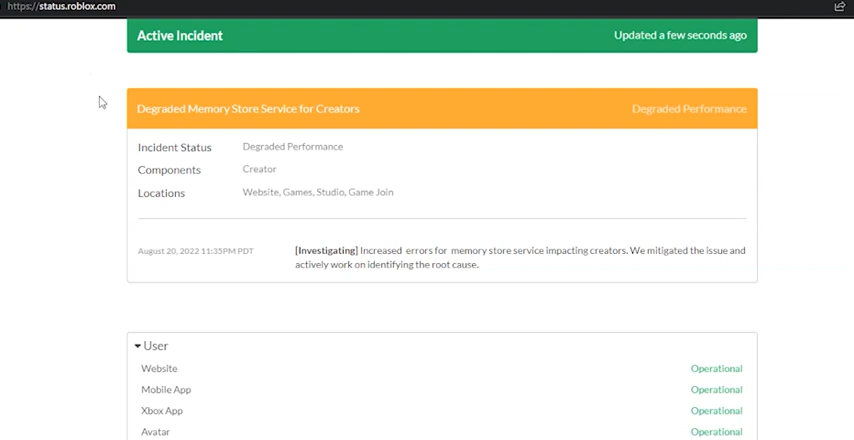 https://status.roblox.com
Active Incident Updated a few seconds ago
Degraded Memory Store Service for Creators Degraded Performance
Incident Status Degraded Performance
Components Creator
Locations Website, Games, Studio, Game Join
August 20, 2022 11:35PM PDT [Investigating] Increased errors for memory store service impacting creators. We mitigated the issue and
actively work on identifying the root cause.
User
Website Operational
Mobile App Operational
Xbox App Operational
Avatar Operational